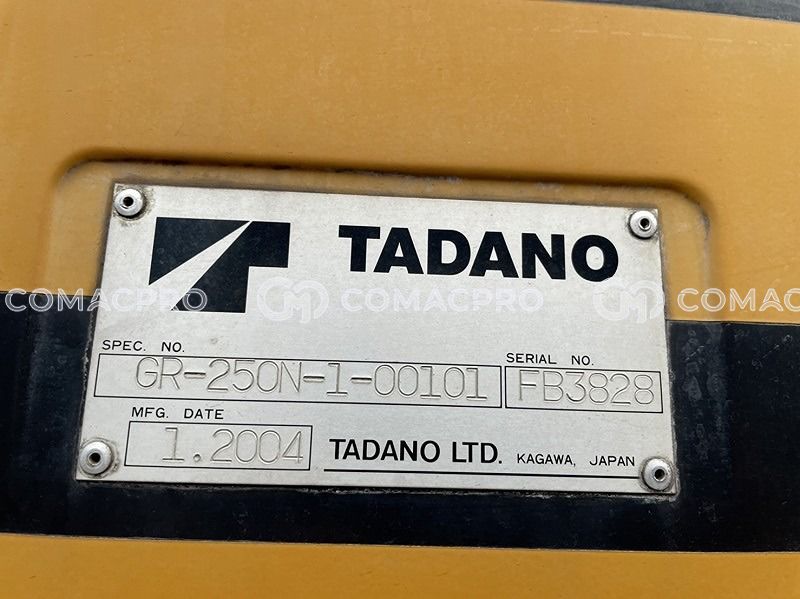 TADANO
COMACPRO COMACPRO COMACPRO
SPEC. NO. SERIAL NO.
GR-250N-1-00101 FB3828
MFG. DATE
1.2004 TADANO LTD. KAGAWA, JAPAN